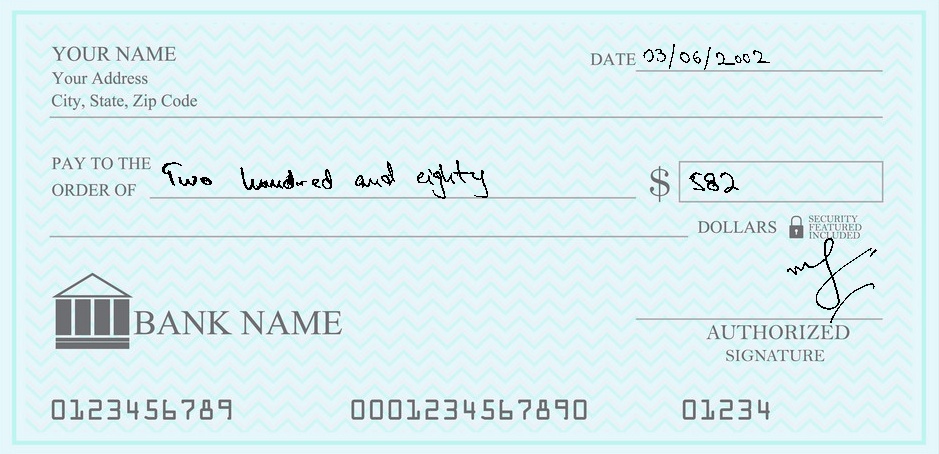 YOUR NAME
Your Address
City, State, Zip Code
DATE 03/06/2002
PAY TO THE
ORDER OF Two hundred and eighty $ 582
DOLLARS SECURITY
FEATURED
INCLUDED
BANK NAME
AUTHORIZED
SIGNATURE
0123456789 0001234567890 01234